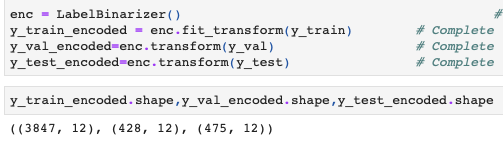 enc = LabelBinarizer() #
y_train_encoded = enc.fit_transform(y_train) # Complete
y_val_encoded=enc.transform(y_val) # Complete
y_test_encoded=enc.transform(y_test) # Complete
y_train_encoded.shape,y_val_encoded.shape,y_test_encoded.shape
((3847, 12), (428, 12), (475, 12))